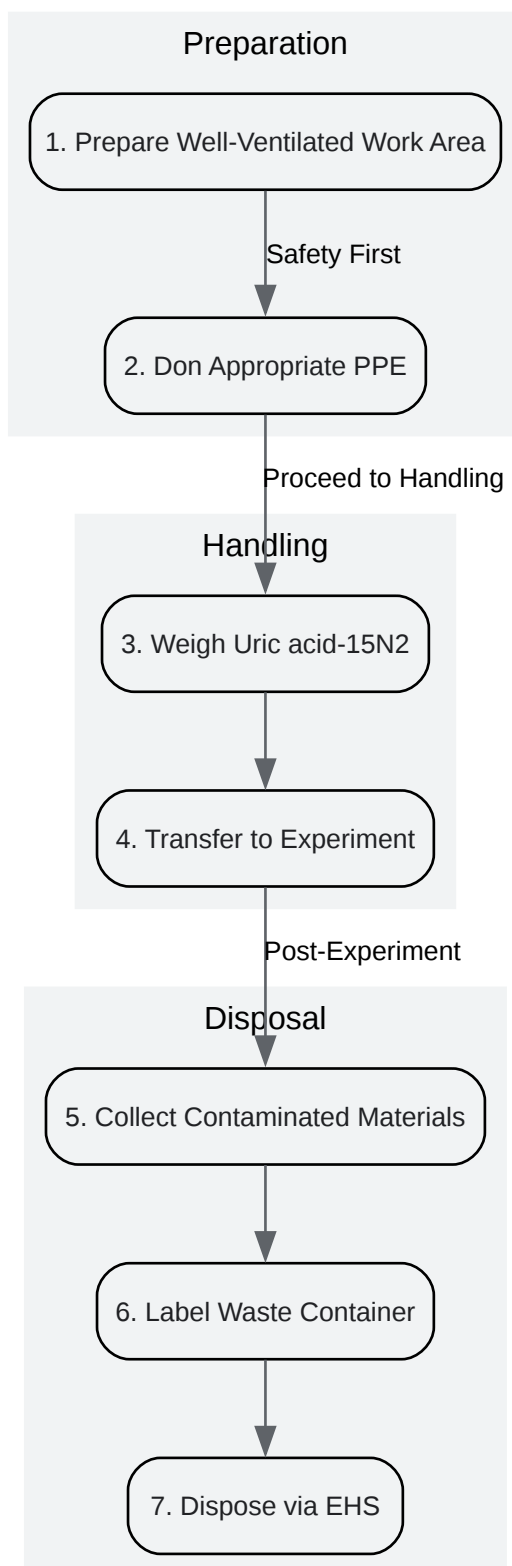 Preparation
1. Prepare Well-Ventilated Work Area
Safety First
2. Don Appropriate PPE
Proceed to Handling
Handling
3. Weigh Uric acid-15N2
4. Transfer to Experiment
Post-Experiment
Disposal
5. Collect Contaminated Materials
6. Label Waste Container
7. Dispose via EHS